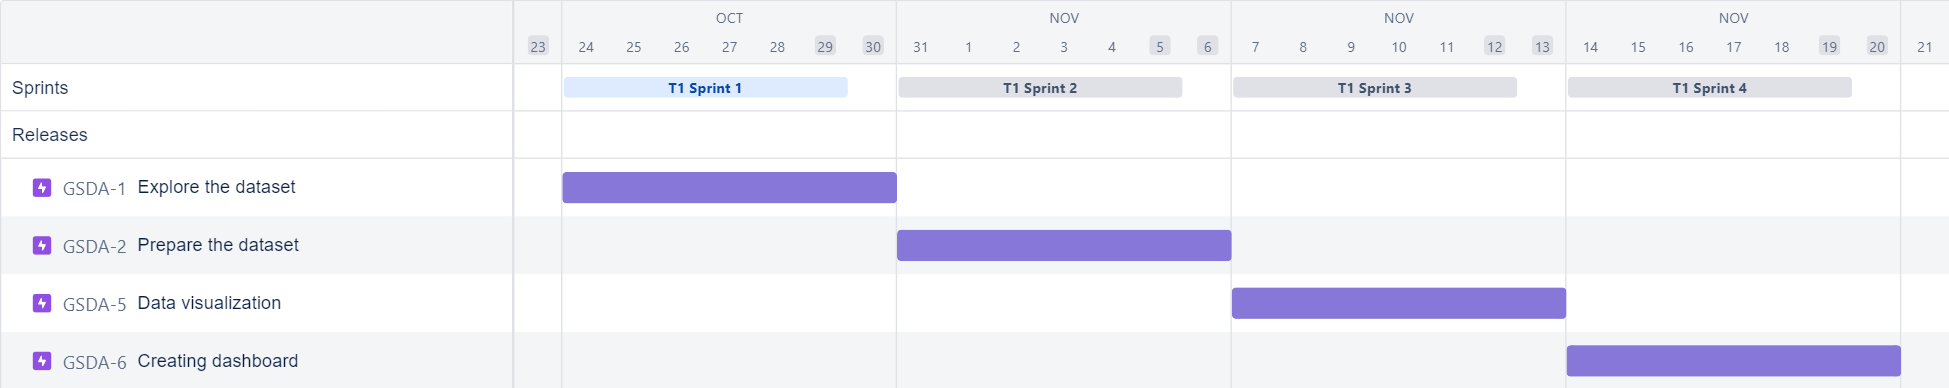 OCT NOV NOV NOV
23 24 25 26 27 28 29 30 31 1 2 3 4 5 6 7 8 9 10 11 12 13 14 15 16 17 18 19 20 21
Sprints T1 Sprint 1 T1 Sprint 2 T1 Sprint 3 T1 Sprint 4
Releases
GSDA-1 Explore the dataset
GSDA-2 Prepare the dataset
GSDA-5 Data visualization
GSDA-6 Creating dashboard